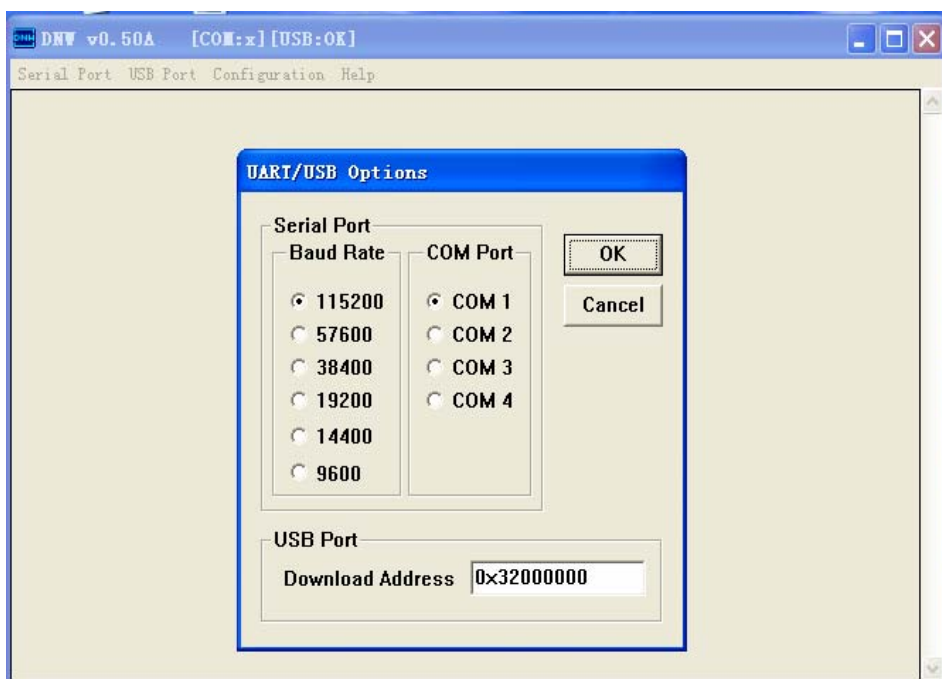 DNW v0.50A [COM:x][USB:OK]
Serial Port USB Port Configuration Help
UART/USB Options
Serial Port
Baud Rate COM Port
OK
115200 COM 1
Cancel
57600 COM 2
38400 COM 3
19200 COM 4
14400
9600
USB Port
Download Address 0x32000000